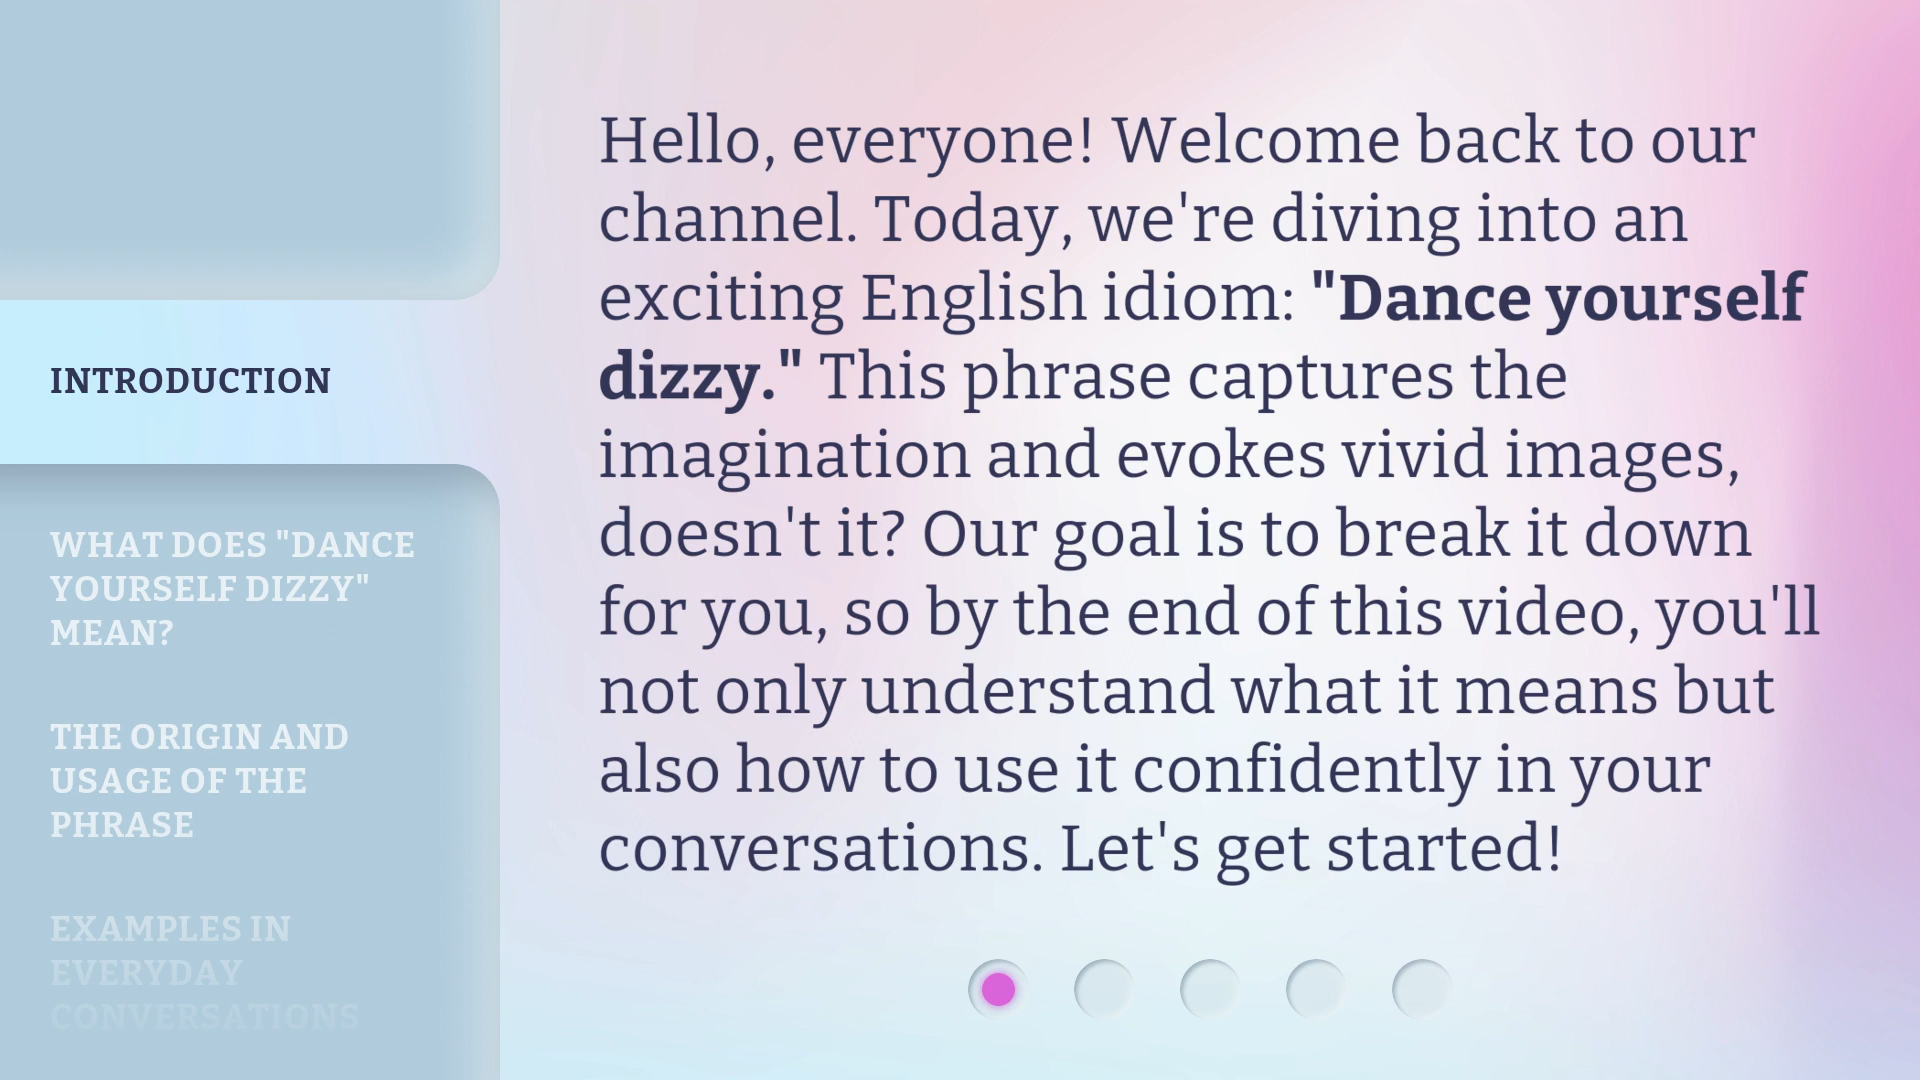 INTRODUCTION
WHAT DOES "DANCE
YOURSELF DIZZY"
MEAN?
THE ORIGIN AND
USAGE OF THE
PHRASE
EXAMPLES IN
EVERYDAY
CONVERSATIONS
Hello, everyone! Welcome back to our
channel. Today, we're diving into an
exciting English idiom: "Dance yourself
dizzy." This phrase captures the
imagination and evokes vivid images,
doesn't it? Our goal is to break it down
for you, so by the end of this video, you'll
not only understand what it means but
also how to use it confidently in your
conversations. Let's get started!